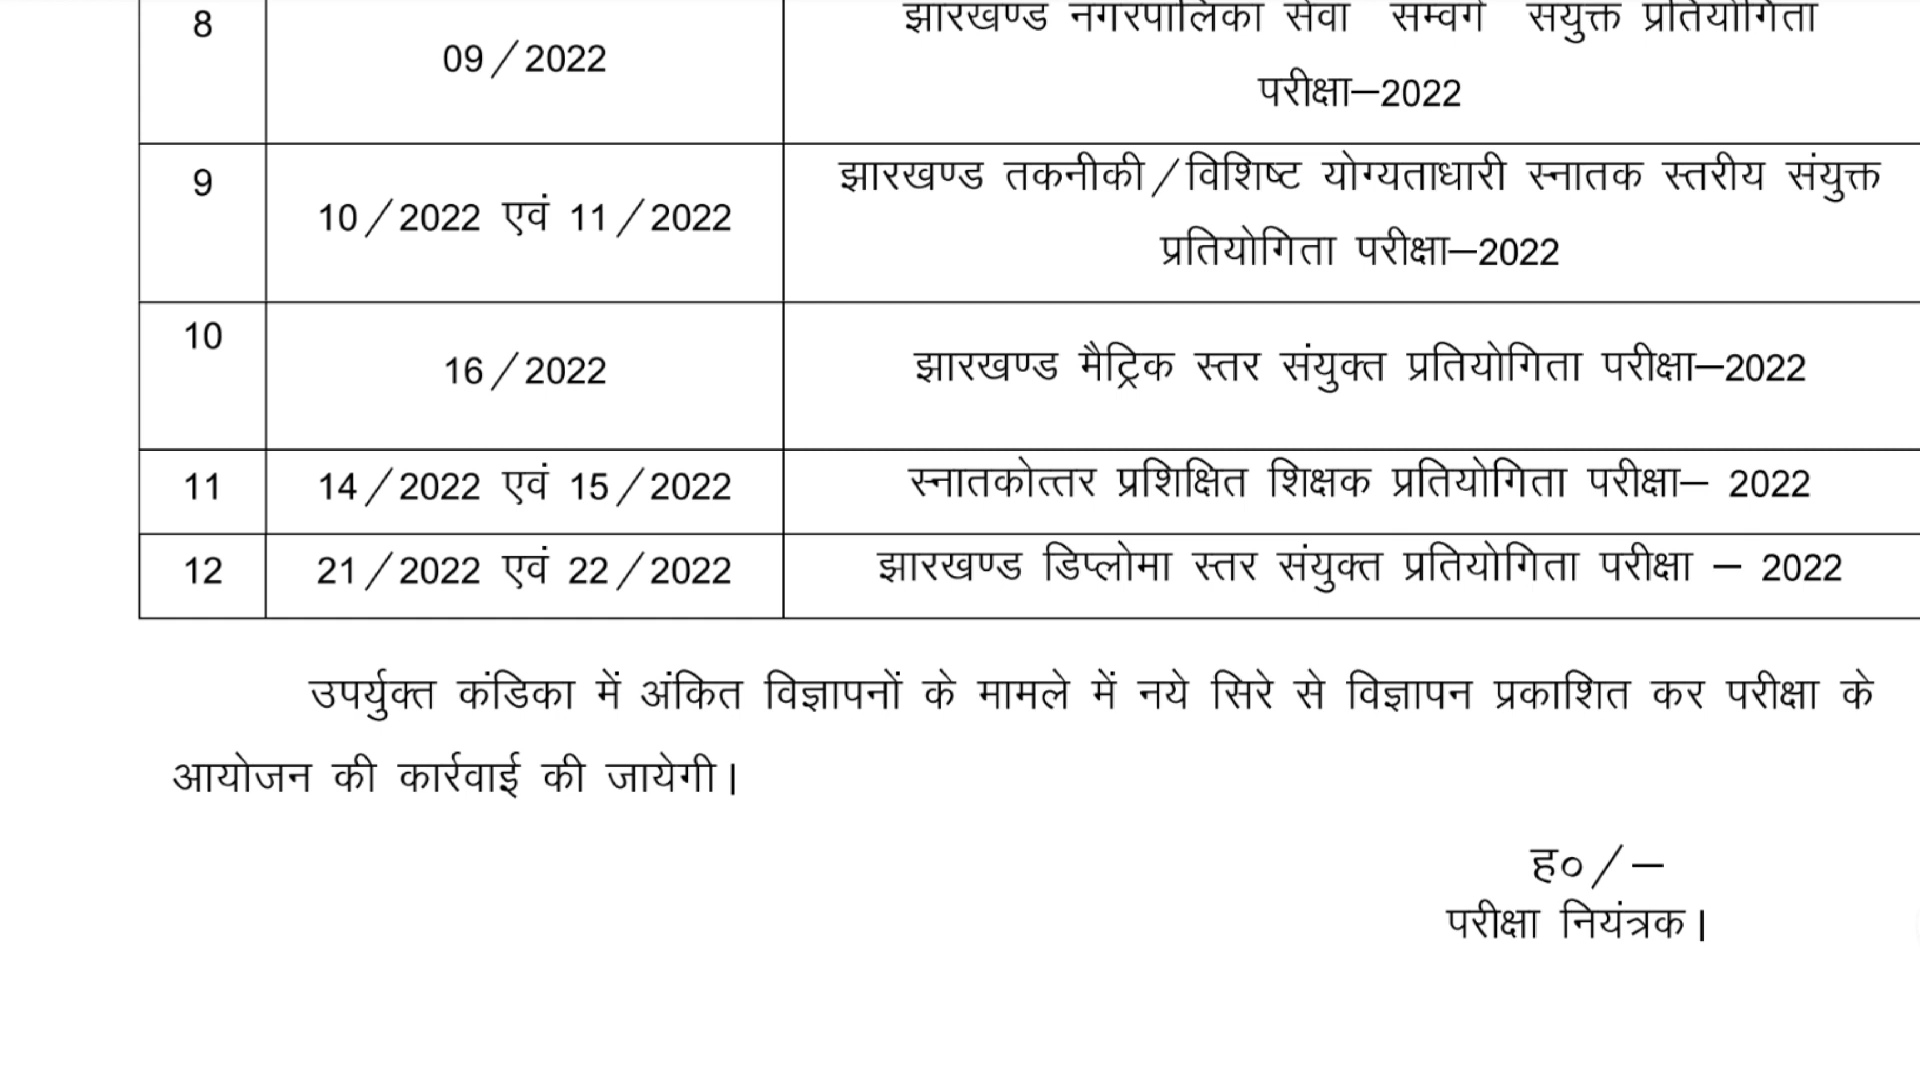 8
09/2022
झारखण्ड नगरपालिका सेवा सम्वर्ग संयुक्त प्रतियोगिता
परीक्षा–2022
9
10/2022 एवं 11/2022
झारखण्ड तकनीकी/विशिष्ट योग्यताधारी स्नातक स्तरीय संयुक्त
प्रतियोगिता परीक्षा–2022
10
16/2022
झारखण्ड मैट्रिक स्तर संयुक्त प्रतियोगिता परीक्षा–2022
11
14/2022 एवं 15/2022
स्नातकोत्तर प्रशिक्षित शिक्षक प्रतियोगिता परीक्षा– 2022
12
21/2022 एवं 22/2022
झारखण्ड डिप्लोमा स्तर संयुक्त प्रतियोगिता परीक्षा – 2022
उपर्युक्त कंडिका में अंकित विज्ञापनों के मामले में नये सिरे से विज्ञापन प्रकाशित कर परीक्षा के
आयोजन की कार्रवाई की जायेगी।
ह०/–
परीक्षा नियंत्रक।